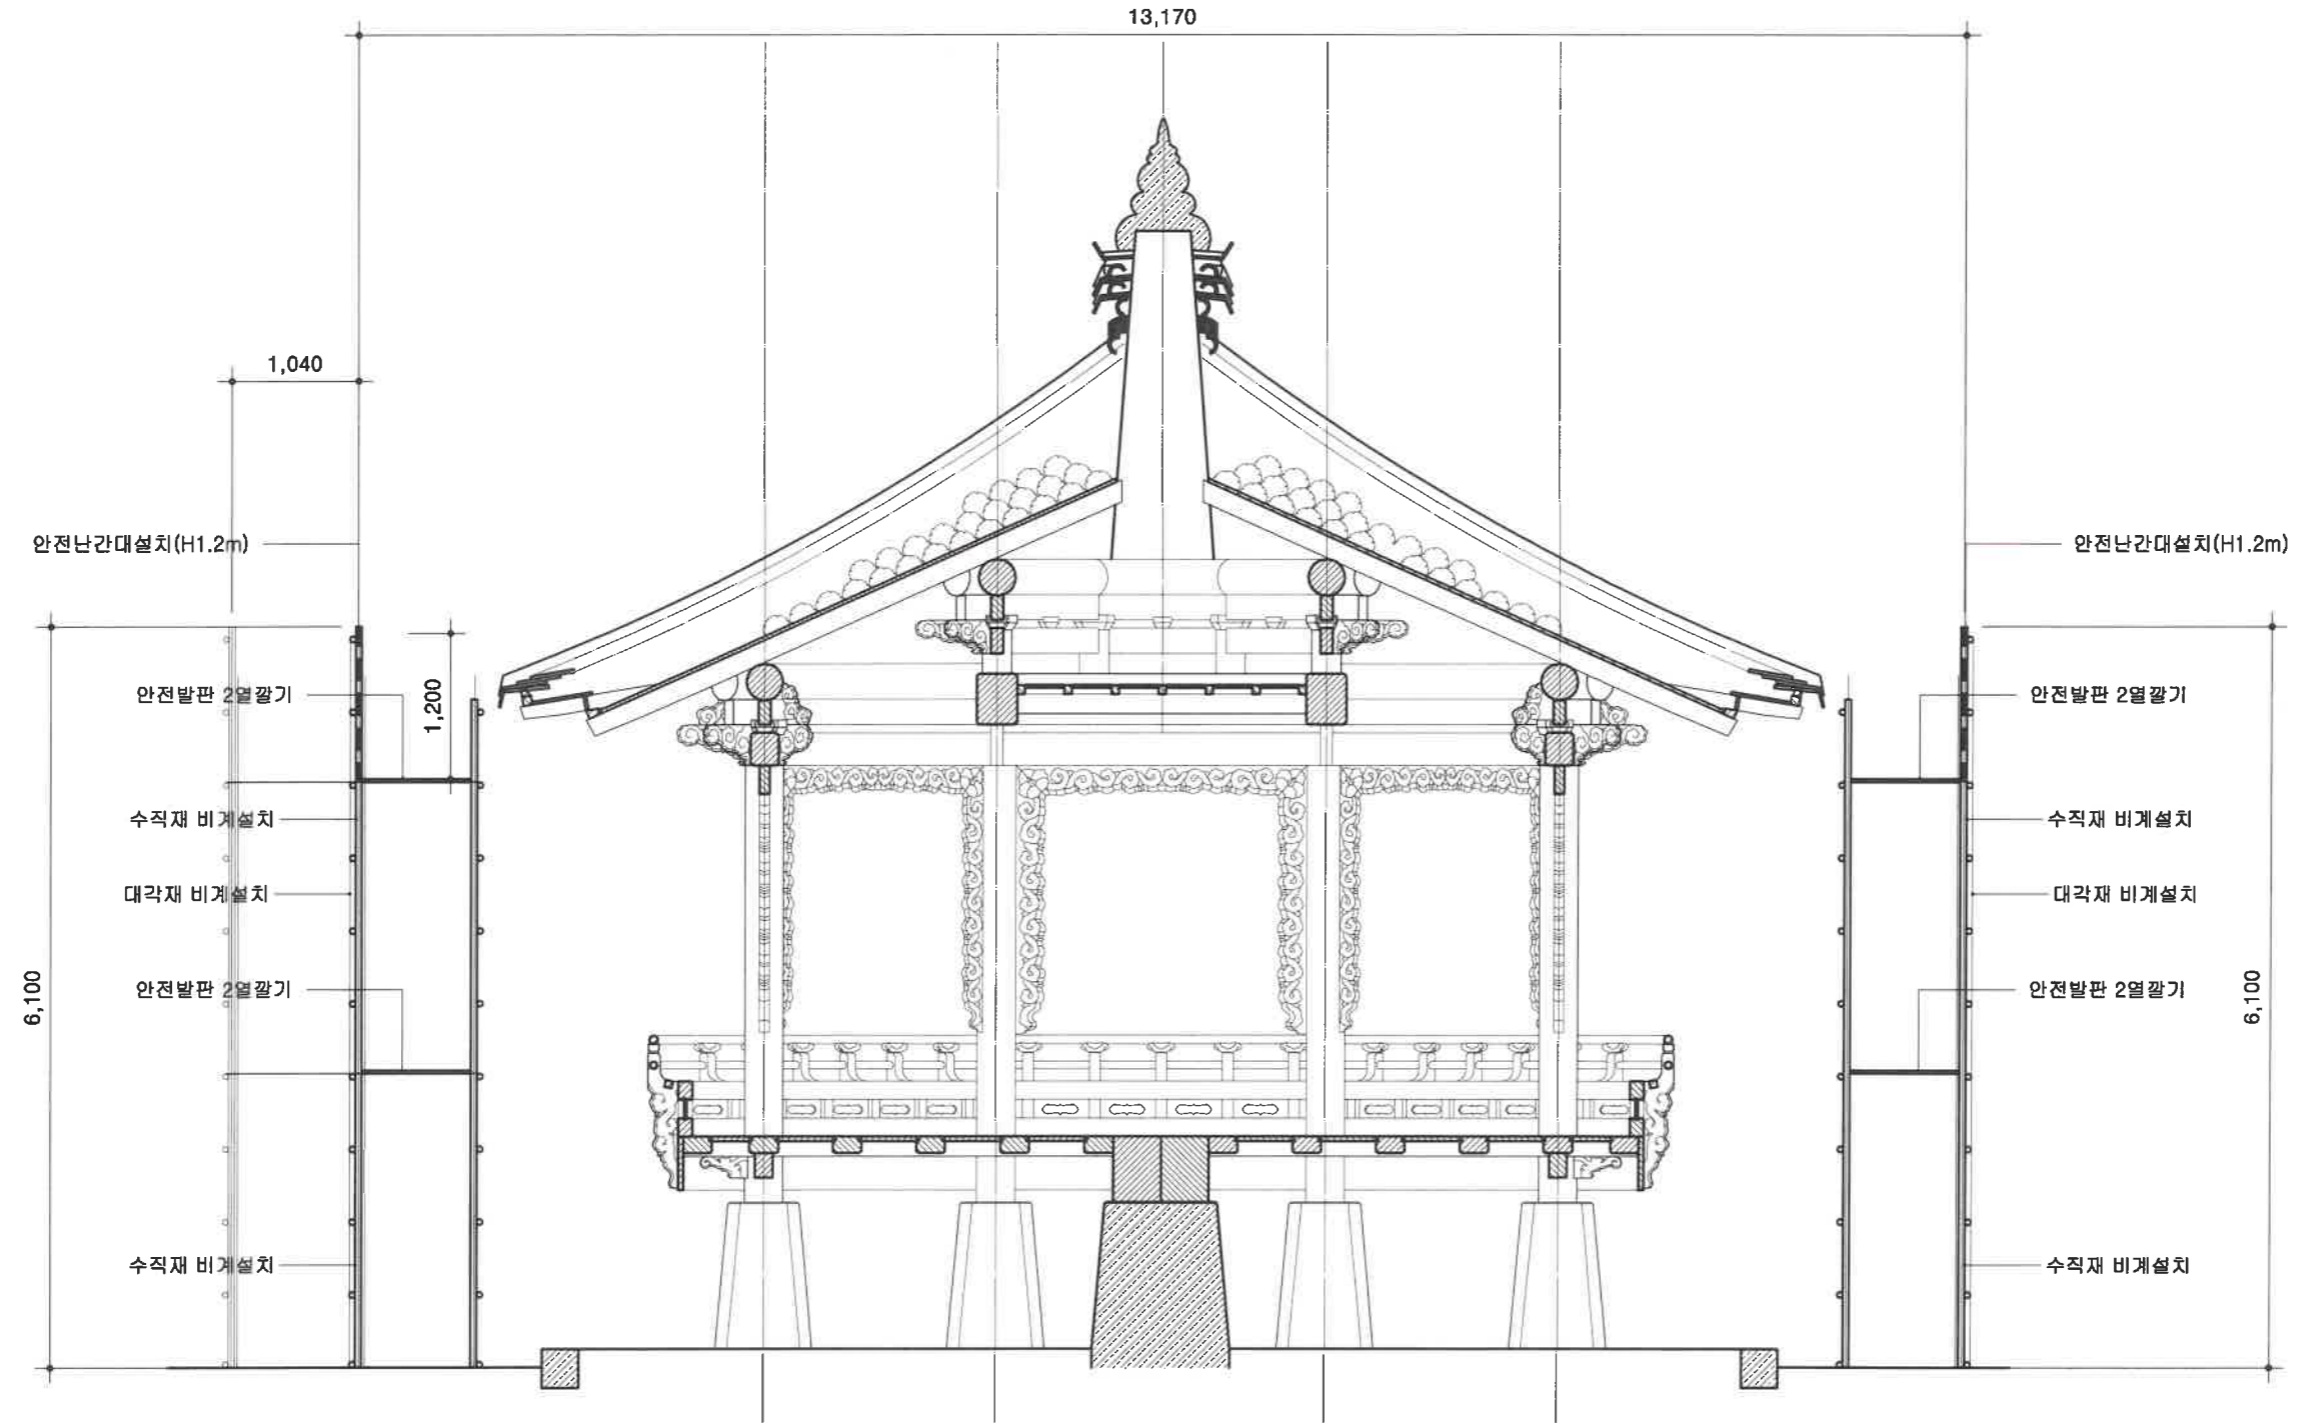 13,170
1,040
안전난간대설치(H1.2m)
안전난간대설치(H1.2m)
안전발판 2열깔기
1,200
안전발판 2열깔기
수직재 비계설치
수직재 비계설치
대각재 비계설치
대각재 비계설치
6,100
안전발판 2열깔기
안전발판 2열깔기
6,100
수직재 비계설치
수직재 비계설치